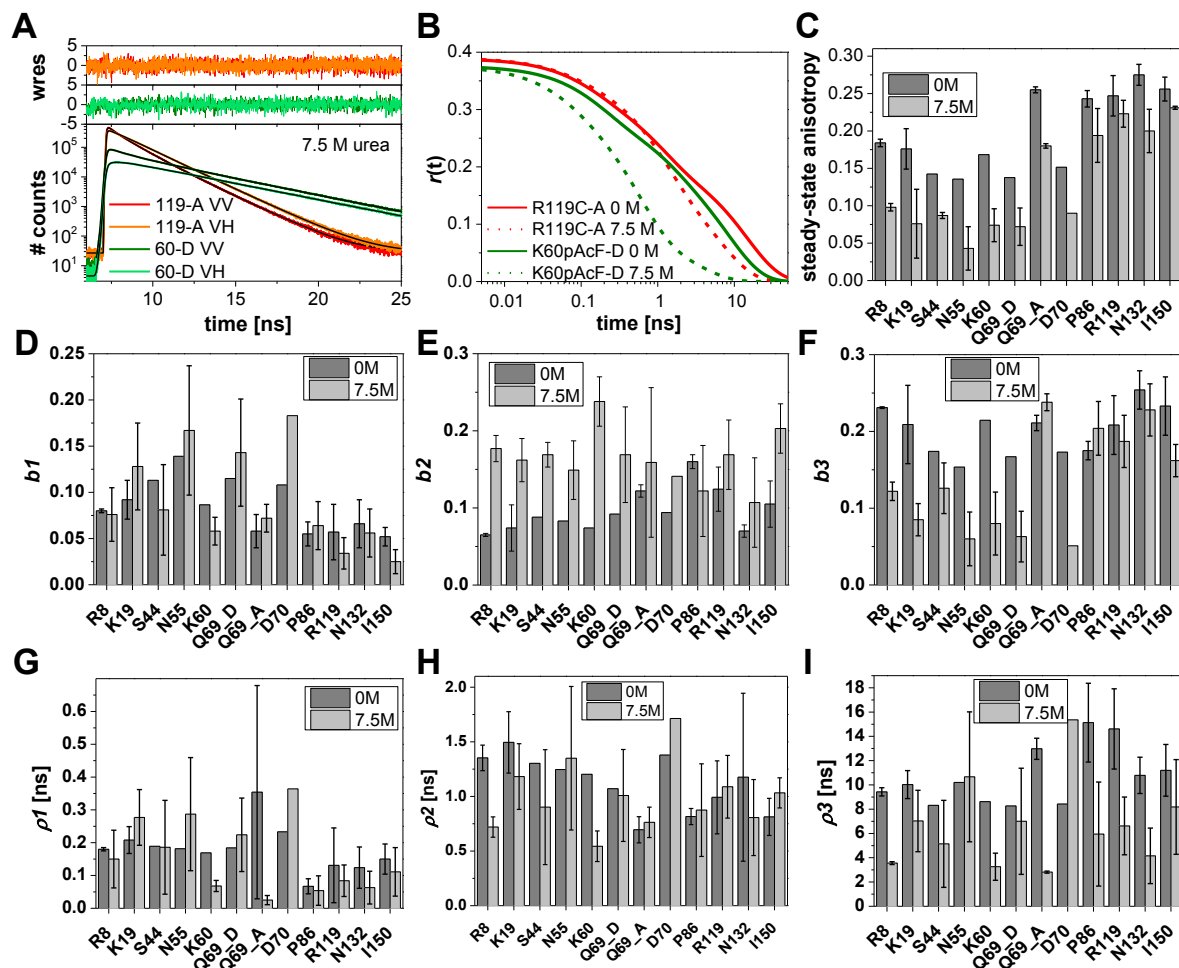 A
wres
5
0
-5
5
0
-5
# counts
10^5
10^4
10^3
10^2
10^1
7.5 M urea
119-A VV
119-A VH
60-D VV
60-D VH
10 15 20 25
time [ns]
B
r(t)
0.4
0.3
0.2
0.1
0.0
R119C-A 0 M
R119C-A 7.5 M
K60pAcF-D 0 M
K60pAcF-D 7.5 M
0.01 0.1 1 10
time [ns]
C
steady-state anisotropy
0.30
0.25
0.20
0.15
0.10
0.05
0.00
0M
7.5M
R8 K19 S44 N55 K60 Q69_D Q69_A D70 P86 R119 N132 I150
D
b1
0.25
0.20
0.15
0.10
0.05
0.00
0M
7.5M
R8 K19 S44 N55 K60 Q69_D Q69_A D70 P86 R119 N132 I150
E
b2
0.3
0.2
0.1
0.0
0M
7.5M
R8 K19 S44 N55 K60 Q69_D Q69_A D70 P86 R119 N132 I150
F
b3
0.3
0.2
0.1
0.0
0M
7.5M
R8 K19 S44 N55 K60 Q69_D Q69_A D70 P86 R119 N132 I150
G
ρ1 [ns]
0.6
0.5
0.4
0.3
0.2
0.1
0.0
0M
7.5M
R8 K19 S44 N55 K60 Q69_D Q69_A D70 P86 R119 N132 I150
H
ρ2 [ns]
2.0
1.5
1.0
0.5
0.0
0M
7.5M
R8 K19 S44 N55 K60 Q69_D Q69_A D70 P86 R119 N132 I150
I
ρ3 [ns]
18
16
14
12
10
8
6
4
2
0
0M
7.5M
R8 K19 S44 N55 K60 Q69_D Q69_A D70 P86 R119 N132 I150